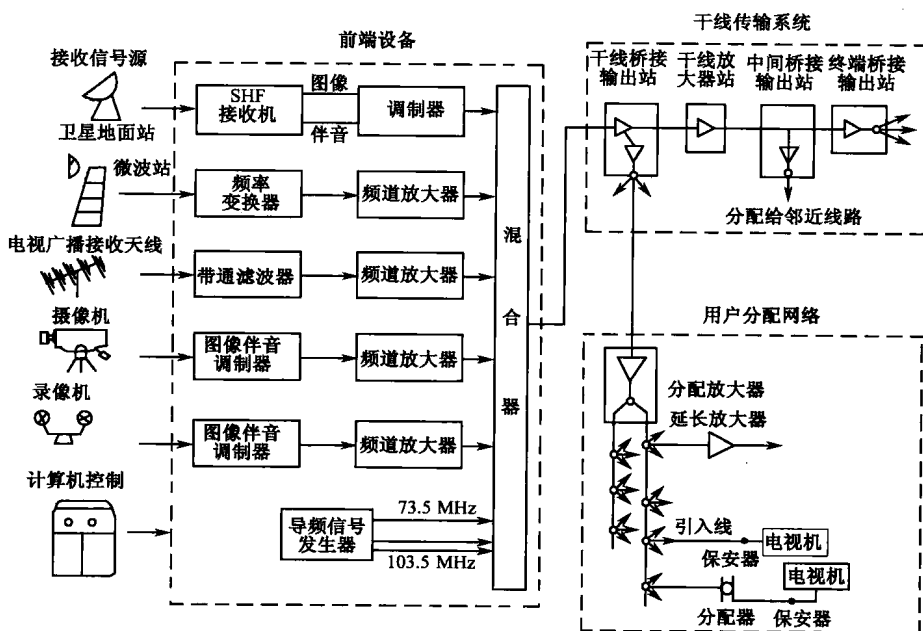 干线传输系统
接收信号源
前端设备
干线桥接
输出站
干线放
大器站
中间桥接
输出站
终端桥接
输出站
卫星地面站
SHF
接收机
图像
伴音
调制器
微波站
频率
变换器
频道放大器
分配给邻近线路
电视广播接收天线
带通滤波器
频道放大器
混
合
器
摄像机
图像伴音
调制器
频道放大器
用户分配网络
录像机
图像伴音
调制器
频道放大器
分配放大器
延长放大器
计算机控制
导频信号
发生器
73.5 MHz
103.5 MHz
引入线
保安器
电视机
电视机
分配器
保安器